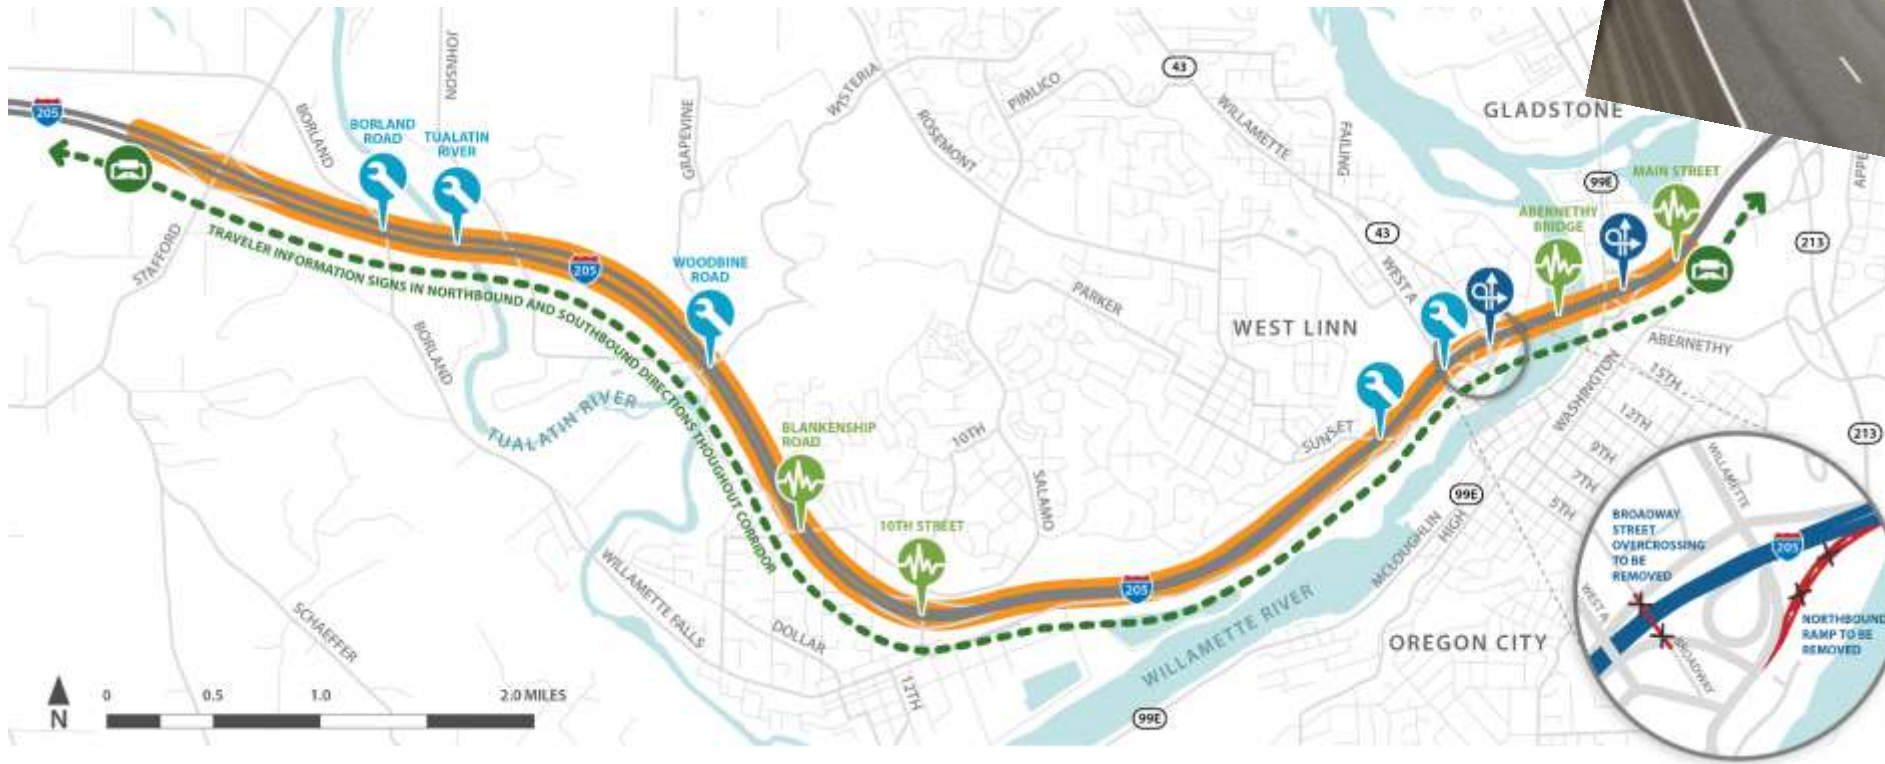 205
BORLAND
JOHNSON
BORLAND
ROAD
TUALATIN
RIVER
STAFFORD
TRAVELER INFORMATION SIGNS IN NORTHBOUND AND SOUTHBOUND DIRECTIONS THOUGHOUT CORRIDOR
205
GRAPEVINE
WISTERIA
ROSEMONT
PIMLICO
43
WILLAMETTE
FAILING
GLADSTONE
99E
MAIN STREET
ABERNETHY
BRIDGE
43
WEST A
213
WOODBINE
ROAD
PARKER
WEST LINN
ABERNETHY
BORLAND
TUALATIN RIVER
BLANKENSHIP
ROAD
10TH
SALAMO
SUNSET
WASHINGTON
15TH
12TH
9TH
7TH
5TH
213
99E
HIGH
MCLOUGHLIN
10TH STREET
205
WILLAMETTE FALLS
DOLLAR
SCHAEFFER
12TH
WILLAMETTE RIVER
OREGON CITY
99E
WILLAMETTE
BROADWAY
STREET
OVERCROSSING
TO BE
REMOVED
205
WEST A
BROADWAY
NORTHBOUND
RAMP TO BE
REMOVED
N
0 0.5 1.0 2.0 MILES